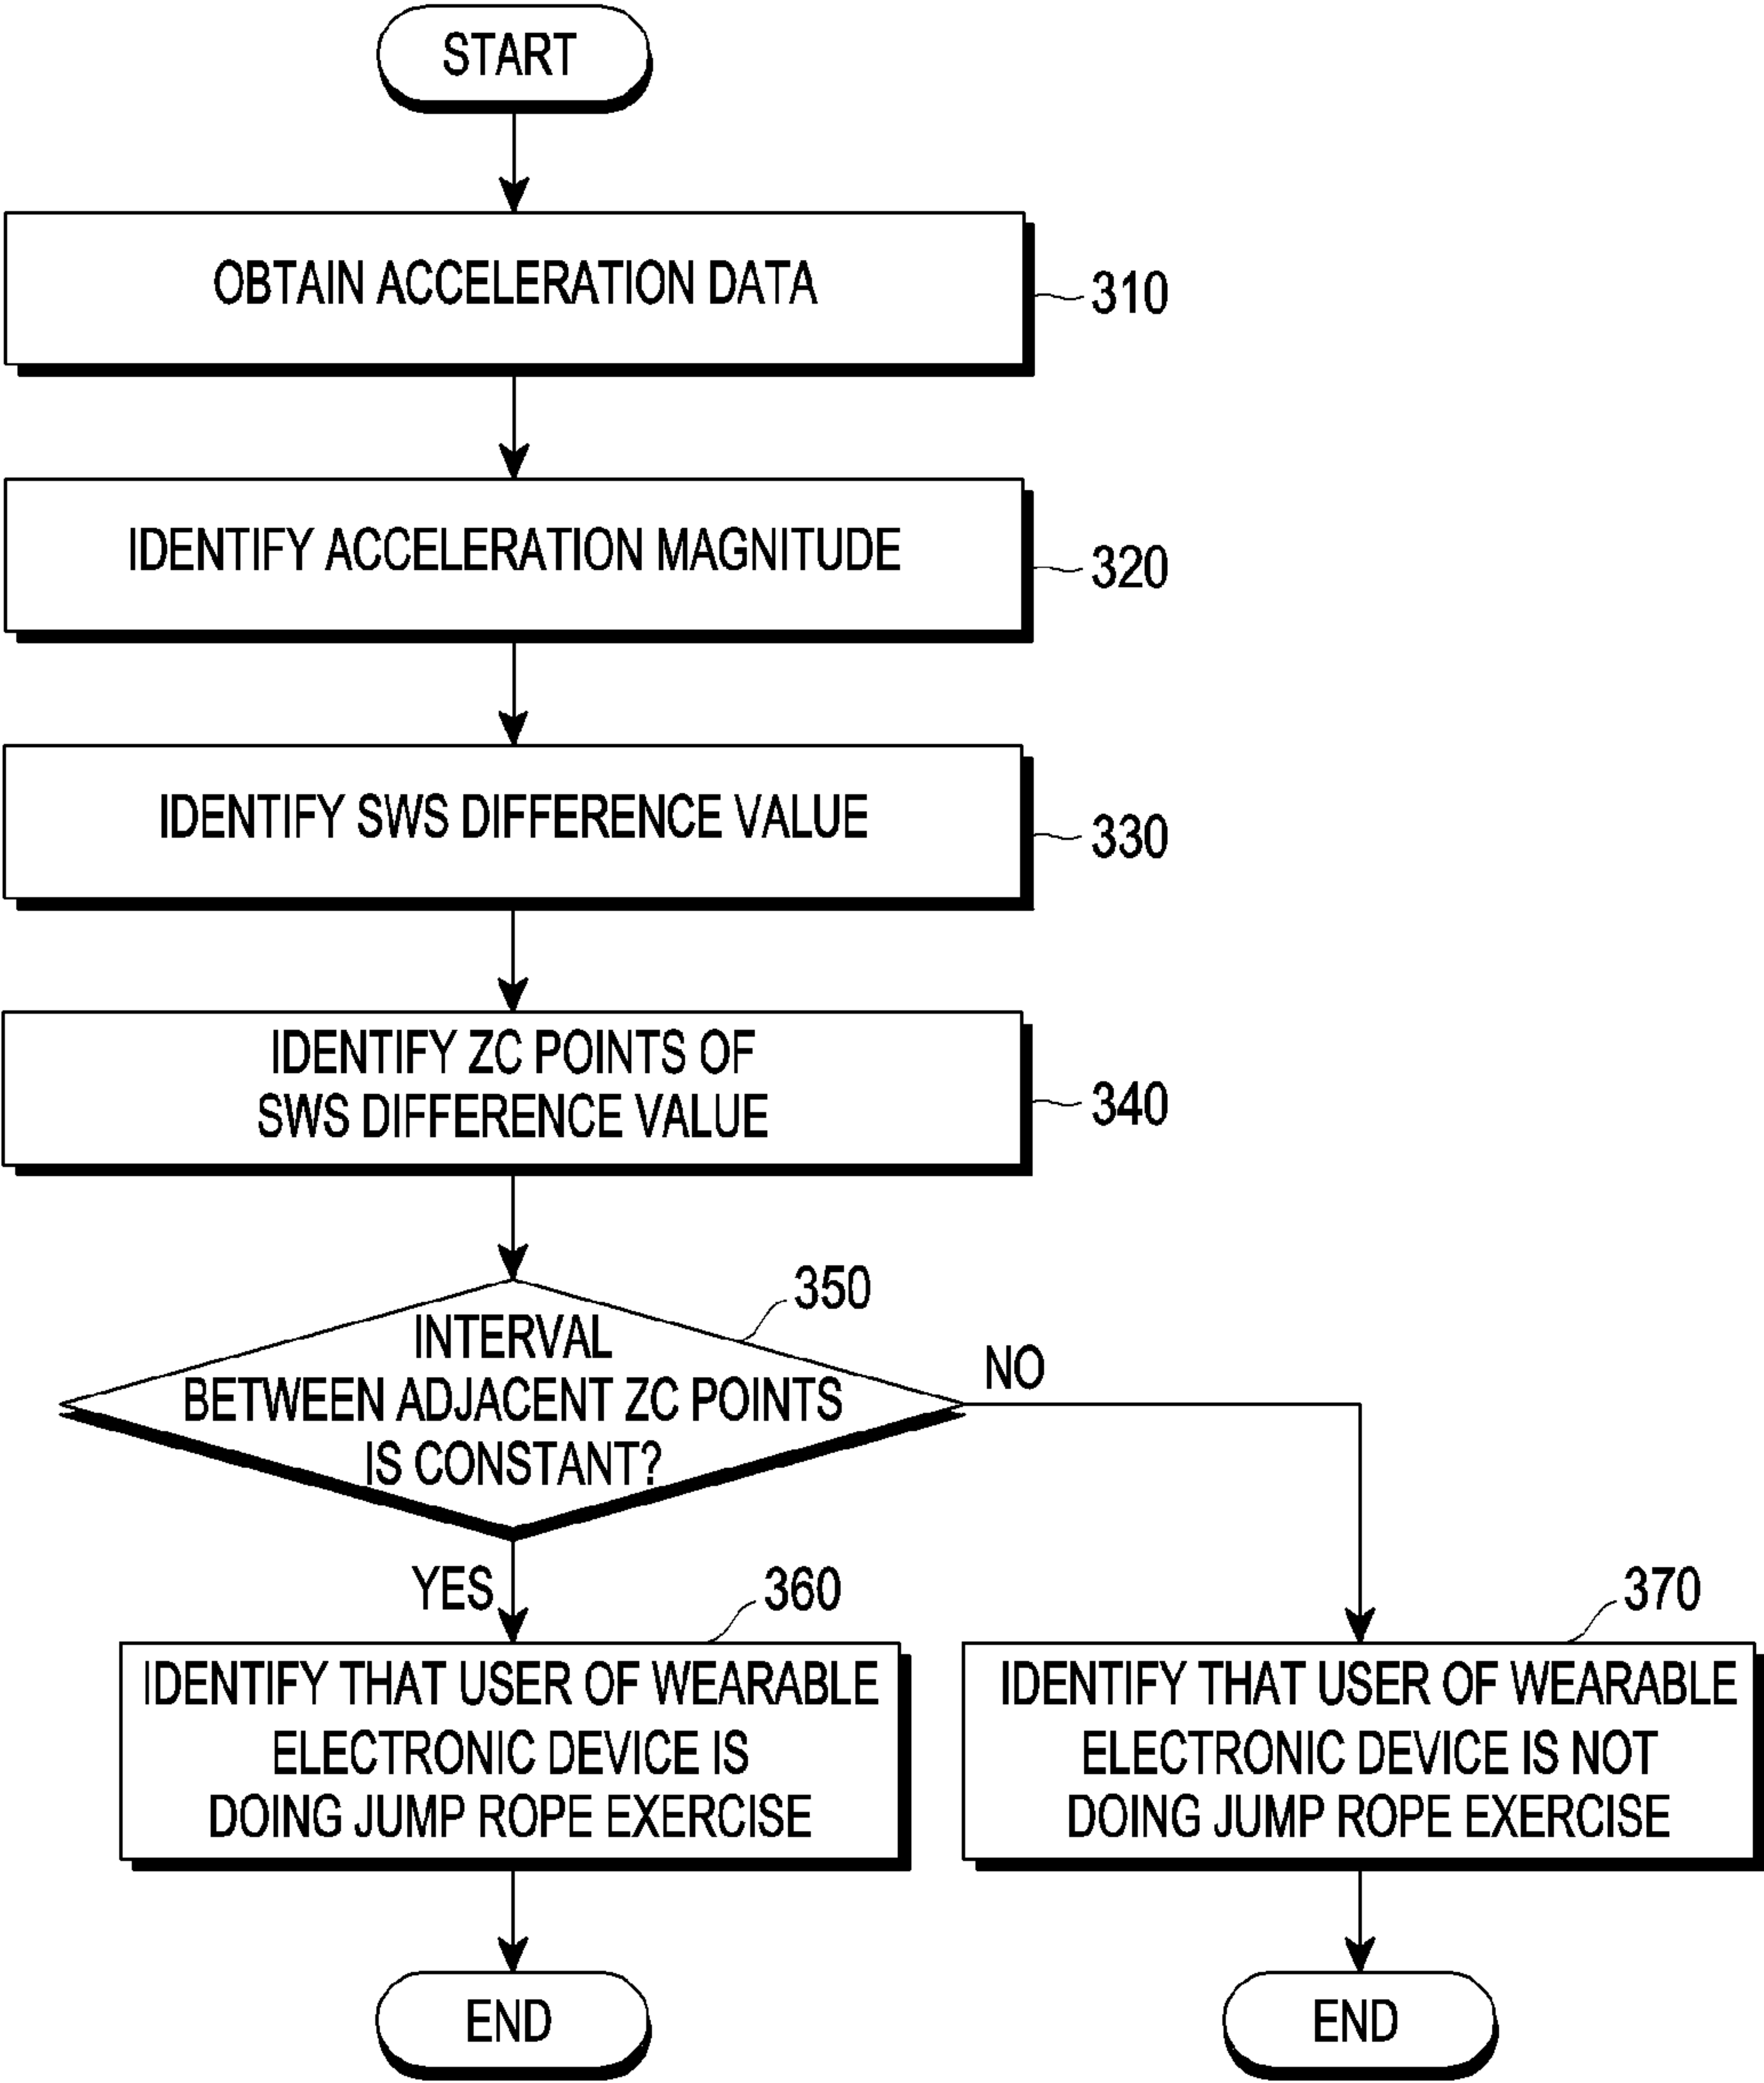 START
OBTAIN ACCELERATION DATA
310
IDENTIFY ACCELERATION MAGNITUDE
320
IDENTIFY SWS DIFFERENCE VALUE
330
IDENTIFY ZC POINTS OF
SWS DIFFERENCE VALUE
340
350
INTERVAL
BETWEEN ADJACENT ZC POINTS
IS CONSTANT?
NO
YES
360
IDENTIFY THAT USER OF WEARABLE
ELECTRONIC DEVICE IS
DOING JUMP ROPE EXERCISE
370
IDENTIFY THAT USER OF WEARABLE
ELECTRONIC DEVICE IS NOT
DOING JUMP ROPE EXERCISE
END
END